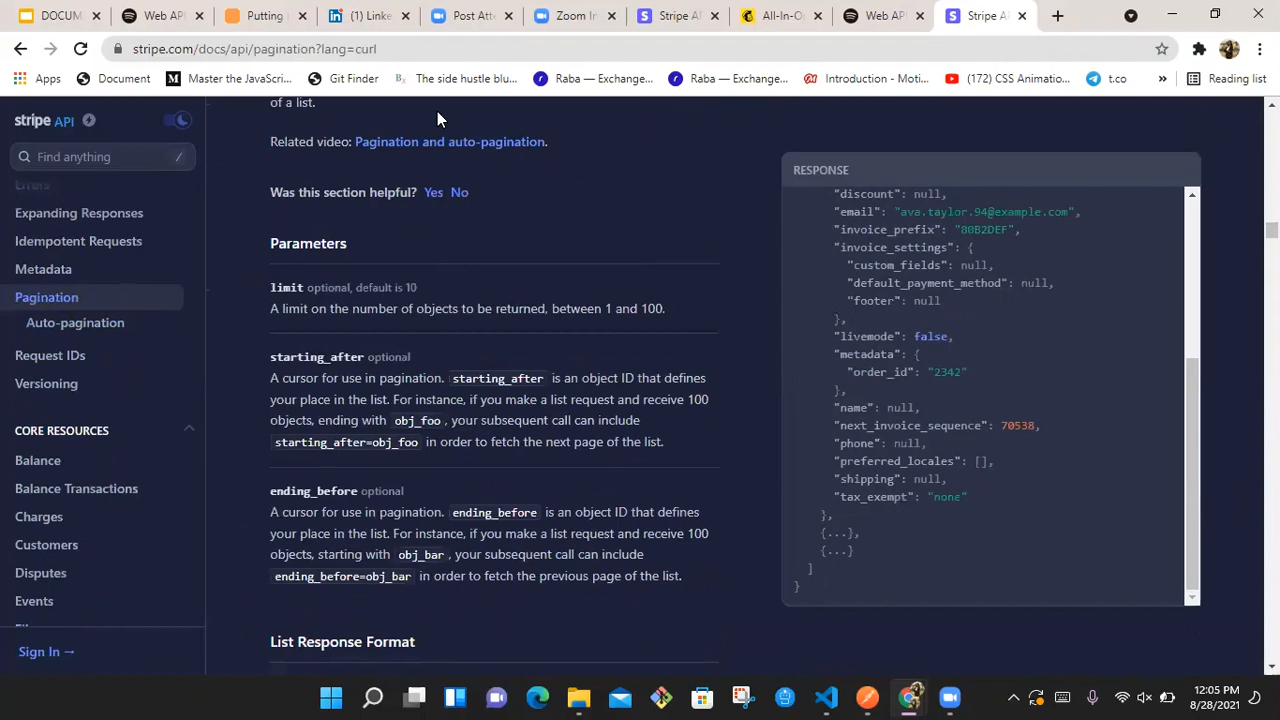 DOCUM
Web API
Putting
(1) Linke
Post Atte
Zoom In
Stripe AF
All-In-O
Web API
Stripe A
stripe.com/docs/api/pagination?lang=curl
Apps
Document
Master the JavaScri...
Git Finder
The side hustle blu...
Raba — Exchange...
Raba — Exchange...
Introduction - Moti...
(172) CSS Animatio...
t.co
»
Reading list
stripe API
Find anything
/
Errors
Expanding Responses
Idempotent Requests
Metadata
Pagination
Auto-pagination
Request IDs
Versioning
CORE RESOURCES
Balance
Balance Transactions
Charges
Customers
Disputes
Events
Sign In →
of a list.
Related video: Pagination and auto-pagination.
Was this section helpful? Yes No
Parameters
limit optional, default is 10
A limit on the number of objects to be returned, between 1 and 100.
starting_after optional
A cursor for use in pagination. starting_after is an object ID that defines
your place in the list. For instance, if you make a list request and receive 100
objects, ending with obj_foo, your subsequent call can include
starting_after=obj_foo in order to fetch the next page of the list.
ending_before optional
A cursor for use in pagination. ending_before is an object ID that defines
your place in the list. For instance, if you make a list request and receive 100
objects, starting with obj_bar, your subsequent call can include
ending_before=obj_bar in order to fetch the previous page of the list.
List Response Format
RESPONSE
"discount": null,
"email": "ava.taylor.94@example.com",
"invoice_prefix": "80B2DEF",
"invoice_settings": {
"custom_fields": null,
"default_payment_method": null,
"footer": null
},
"livemode": false,
"metadata": {
"order_id": "2342"
},
"name": null,
"next_invoice_sequence": 70538,
"phone": null,
"preferred_locales": [],
"shipping": null,
"tax_exempt": "none"
},
{...},
{...}
]
}
12:05 PM
8/28/2021